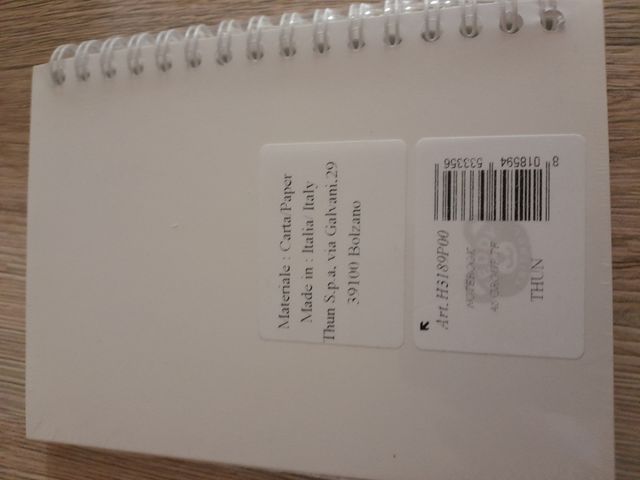 Materiale : Carta/Paper
Made in : Italia/ Italy
Thun S.p.a. via Galvani,29
39100 Bolzano
Art.H3189P00
NOTEBOOK
THUN
8 018594 533356